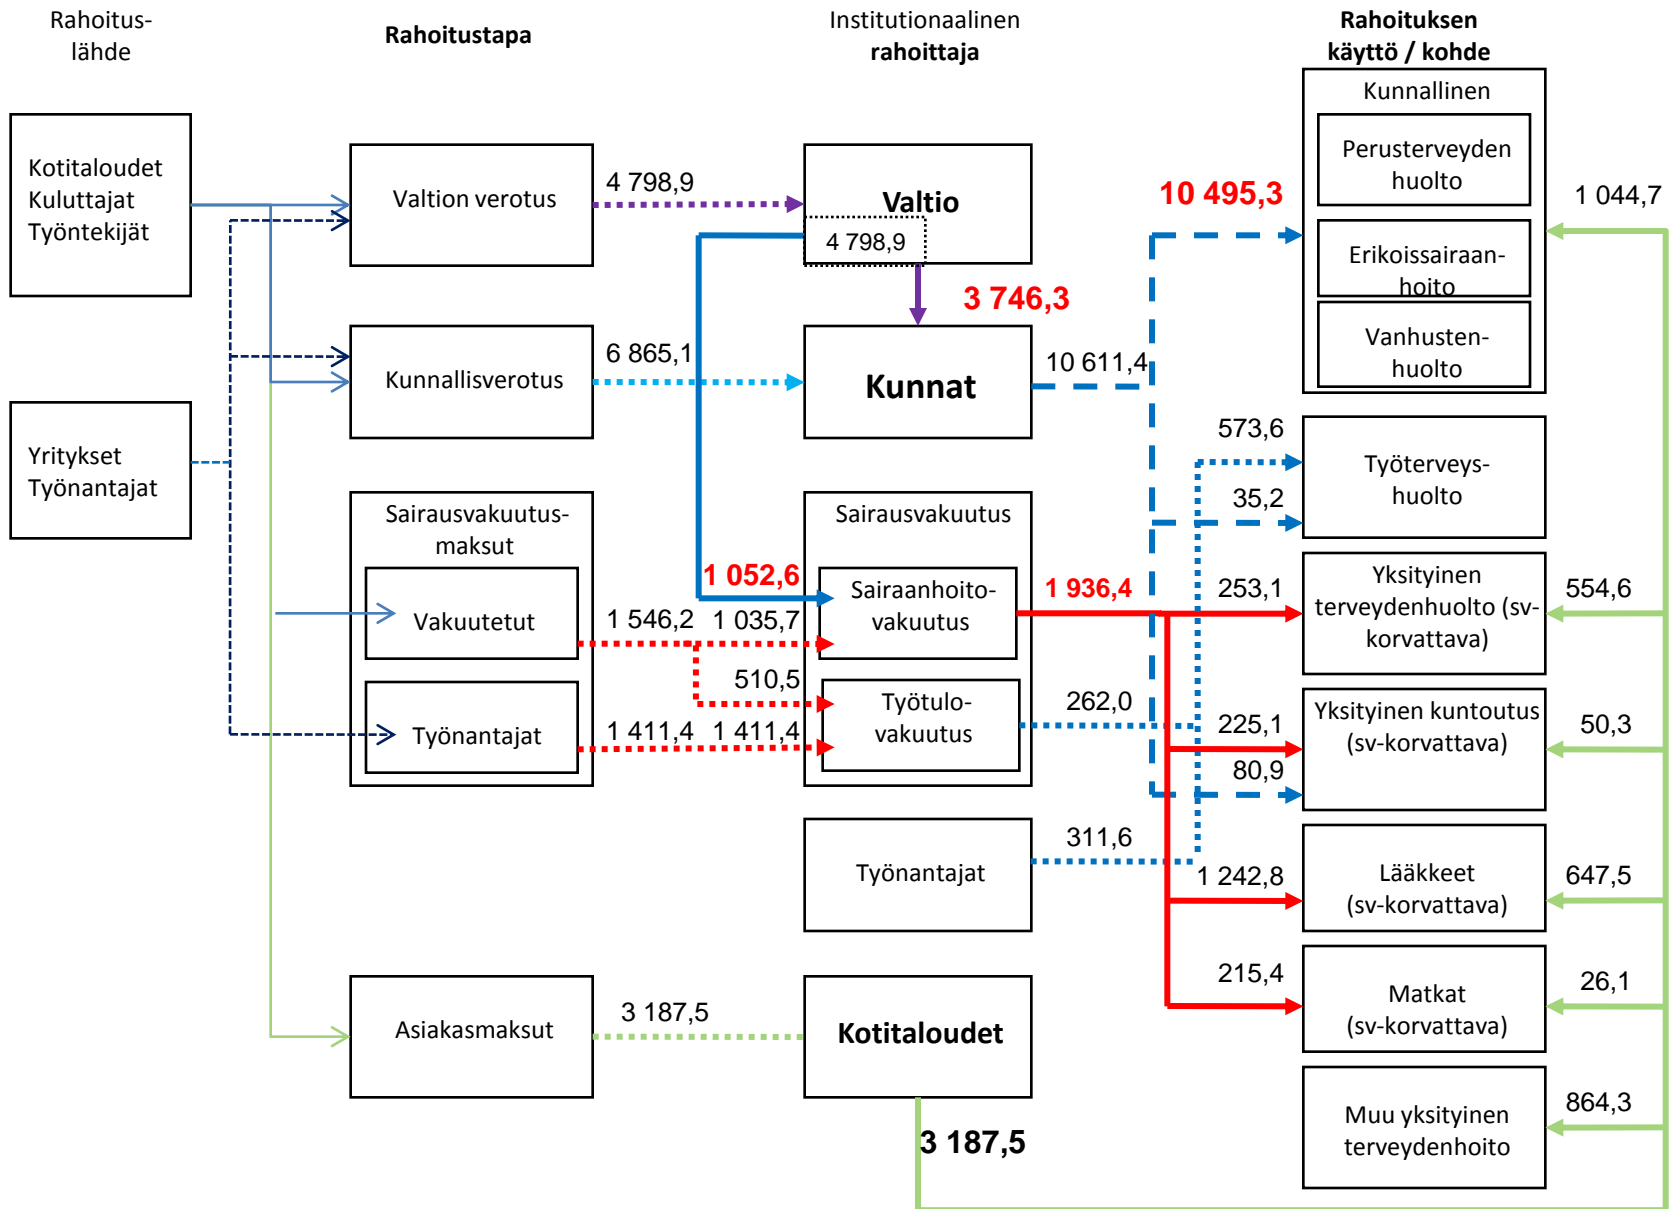 Rahoitus-
lähde
Rahoitustapa
Institutionaalinen
rahoittaja
Rahoituksen
käyttö / kohde
Kotitaloudet
Kuluttajat
Työntekijät
Yritykset
Työnantajat
Valtion verotus
4 798,9
Kunnallisverotus
6 865,1
Sairausvakuutus-
maksut
Vakuutetut
1 546,2
1 035,7
510,5
Työnantajat
1 411,4
1 411,4
Asiakasmaksut
3 187,5
Valtio
4 798,9
3 746,3
Kunnat
10 611,4
Sairausvakuutus
1 052,6
Sairaanhoito-
vakuutus
1 936,4
Työtulo-
vakuutus
262,0
Työnantajat
311,6
Kotitaloudet
3 187,5
Kunnallinen
Perusterveyden
huolto
Erikoissairaan-
hoito
Vanhusten-
huolto
10 495,3
1 044,7
573,6
35,2
Työterveys-
huolto
253,1
Yksityinen
terveydenhuolto (sv-
korvattava)
554,6
225,1
80,9
Yksityinen kuntoutus
(sv-korvattava)
50,3
1 242,8
Lääkkeet
(sv-korvattava)
647,5
215,4
Matkat
(sv-korvattava)
26,1
Muu yksityinen
terveydenhoito
864,3